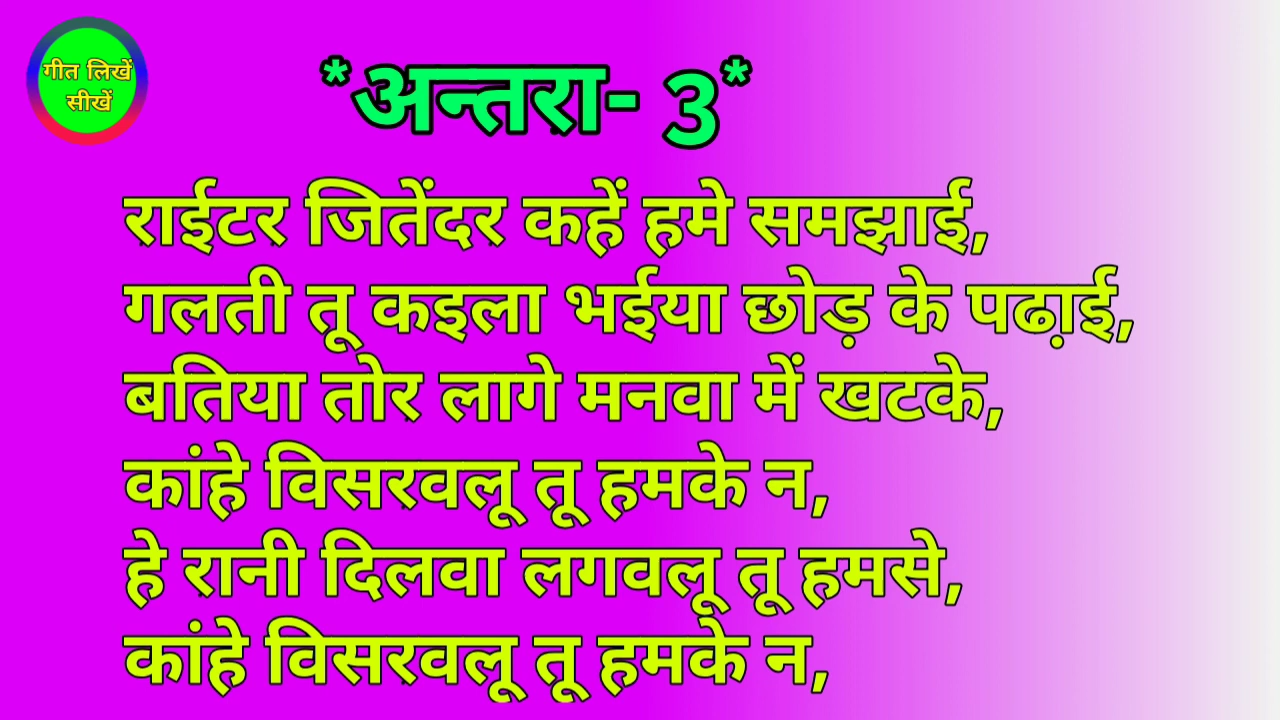 गीत लिखें
सीखें
*अन्तरा- 3*
राईटर जितेंदर कहें हमे समझाई,
गलती तू कइला भईया छोड़ के पढा़ई,
बतिया तोर लागे मनवा में खटके,
कांहे विसरवलू तू हमके न,
हे रानी दिलवा लगवलू तू हमसे,
कांहे विसरवलू तू हमके न,